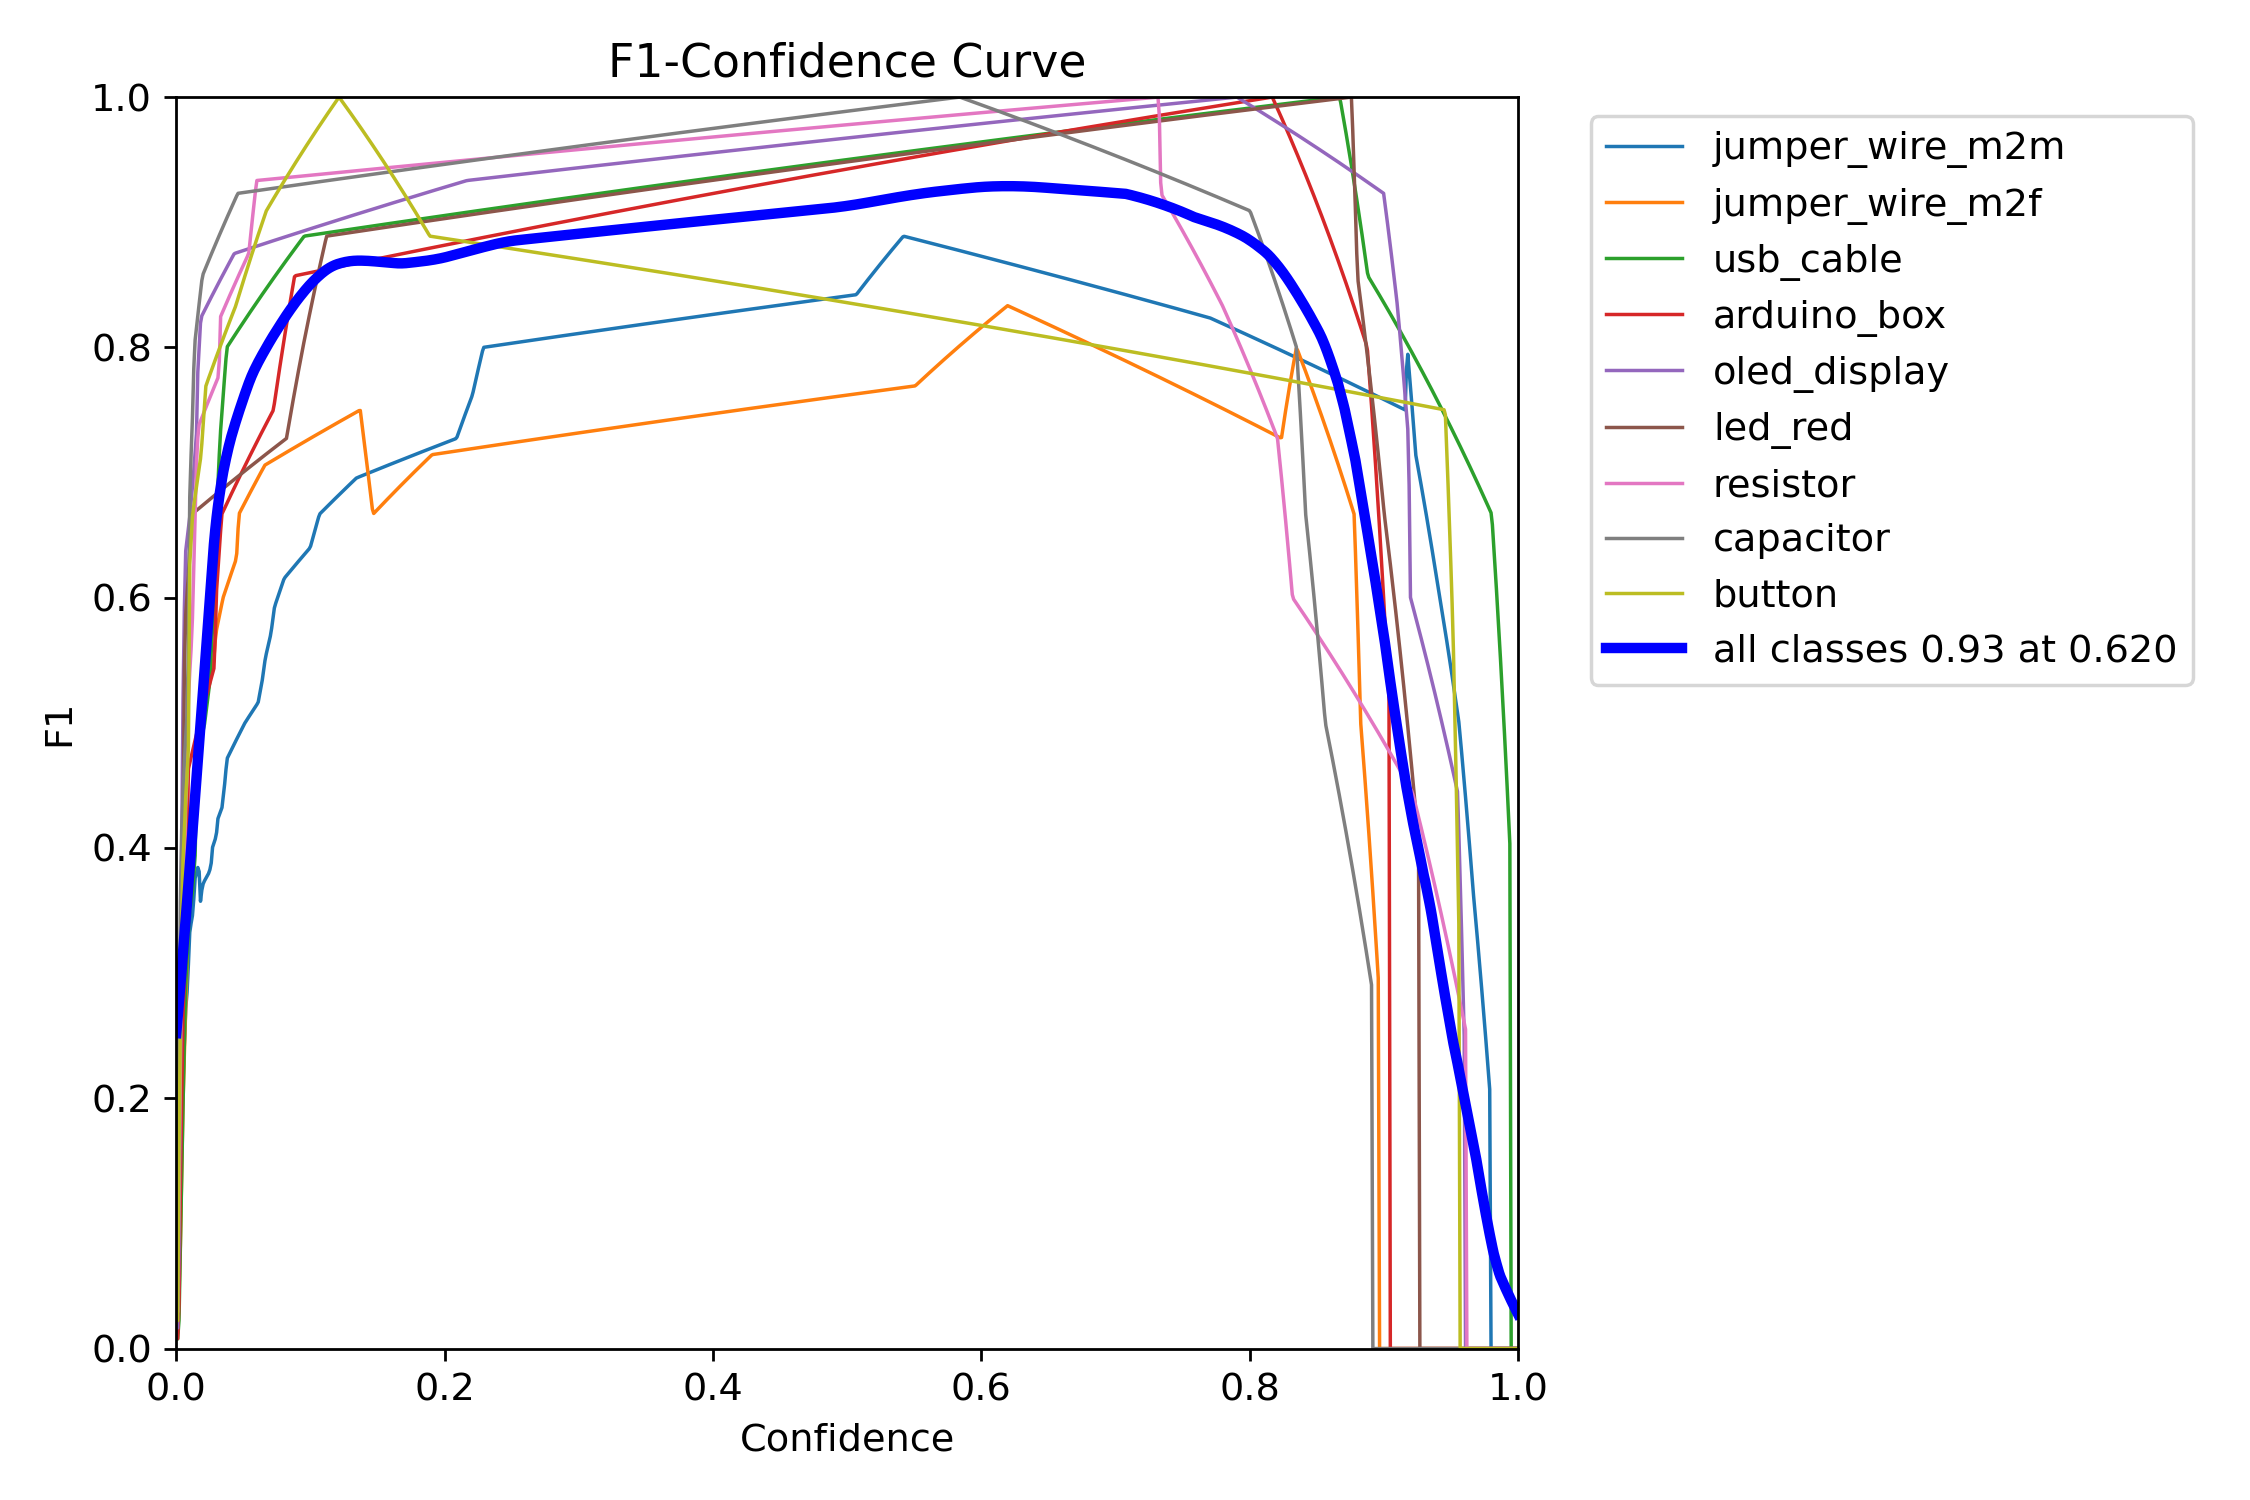 F1-Confidence Curve
1.0
0.8
0.6
0.4
0.2
0.0
F1
0.0 0.2 0.4 0.6 0.8 1.0
Confidence
jumper_wire_m2m
jumper_wire_m2f
usb_cable
arduino_box
oled_display
led_red
resistor
capacitor
button
all classes 0.93 at 0.620